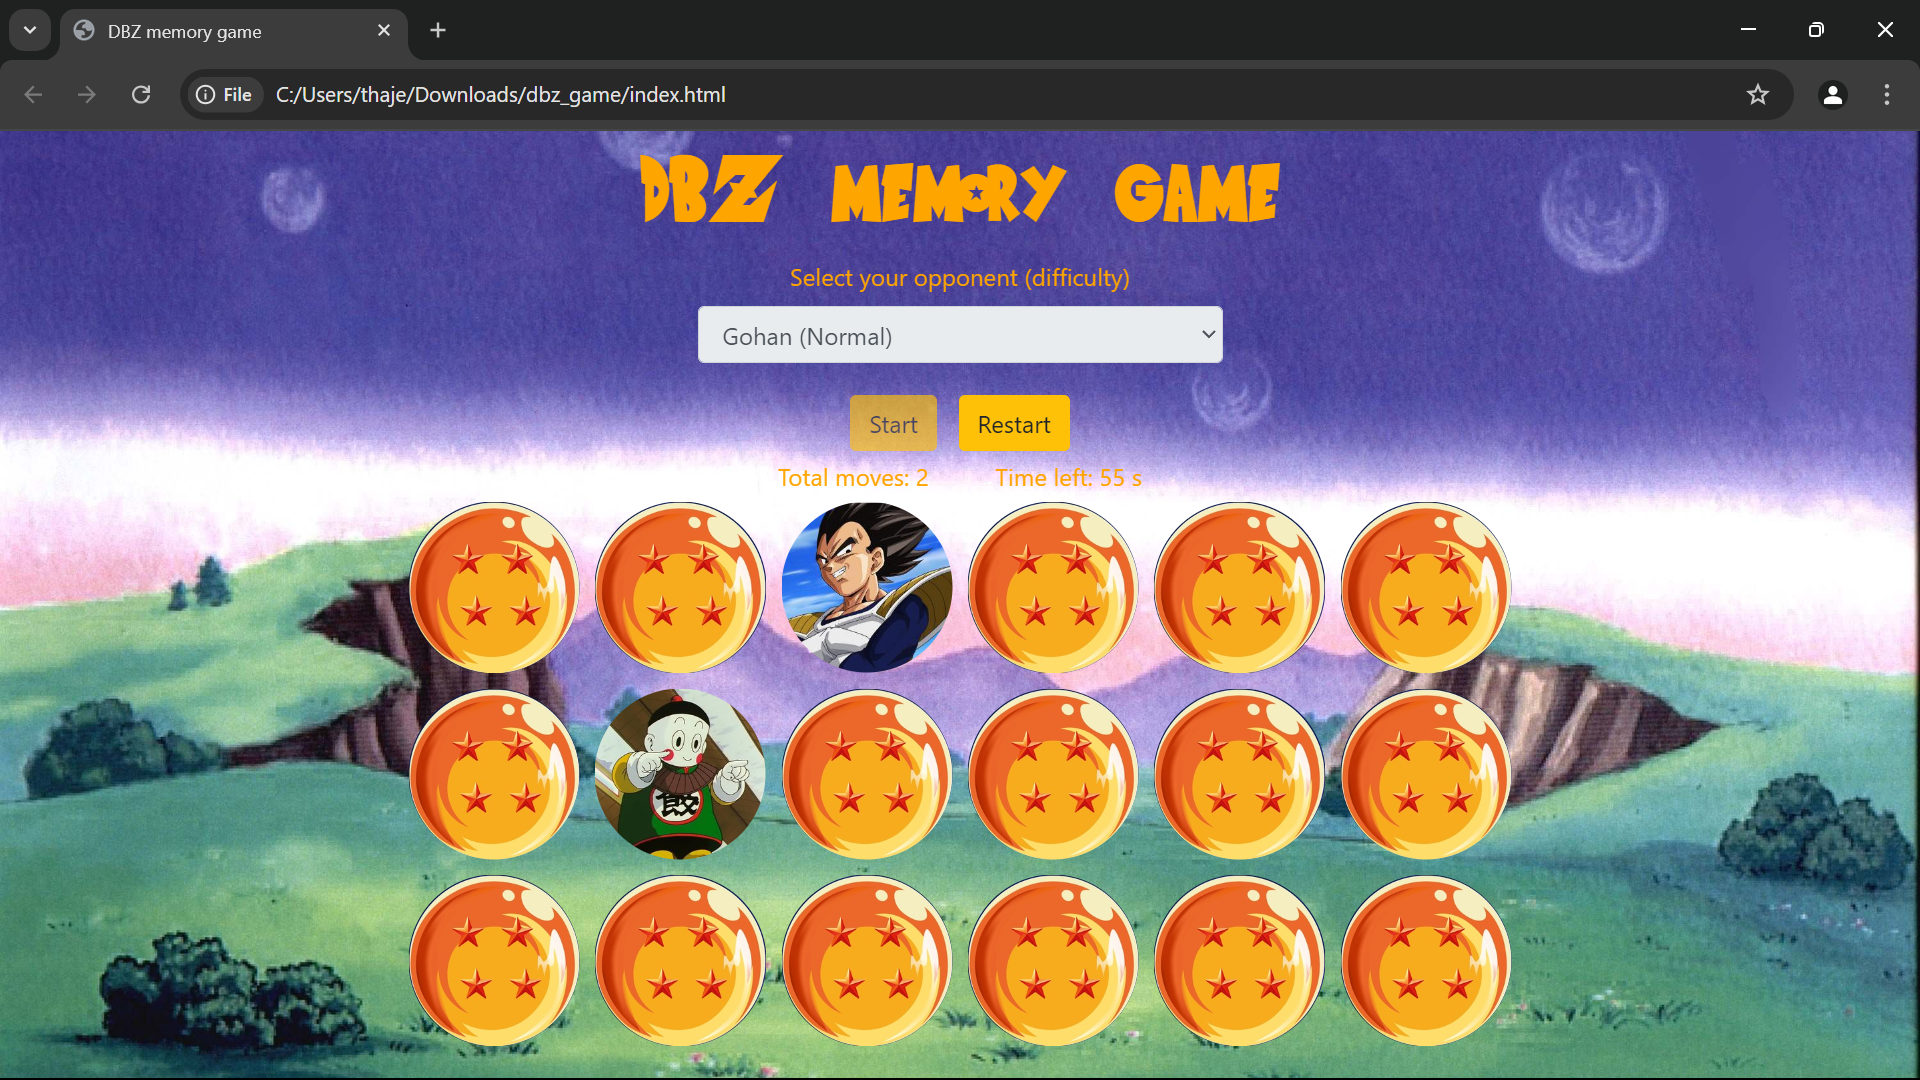 DBZ memory game
File
C:/Users/thaje/Downloads/dbz_game/index.html
DBZ MEMORY GAME
Select your opponent (difficulty)
Gohan (Normal)
Start
Restart
Total moves: 2
Time left: 55 s
餃